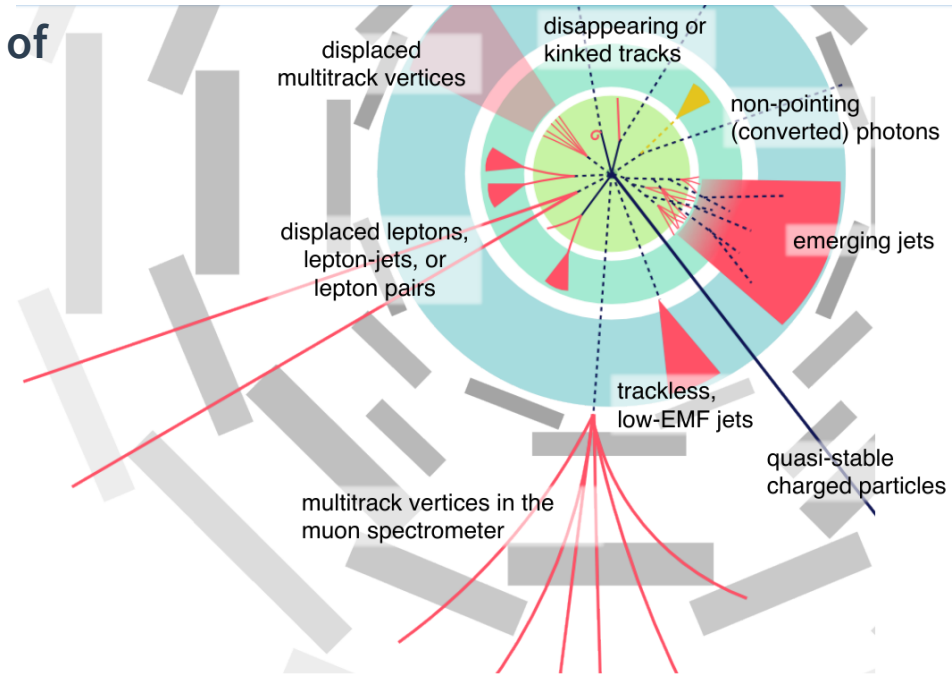 of
disappearing or
kinked tracks
displaced
multitrack vertices
non-pointing
(converted) photons
displaced leptons,
lepton-jets, or
lepton pairs
emerging jets
trackless,
low-EMF jets
quasi-stable
charged particles
multitrack vertices in the
muon spectrometer